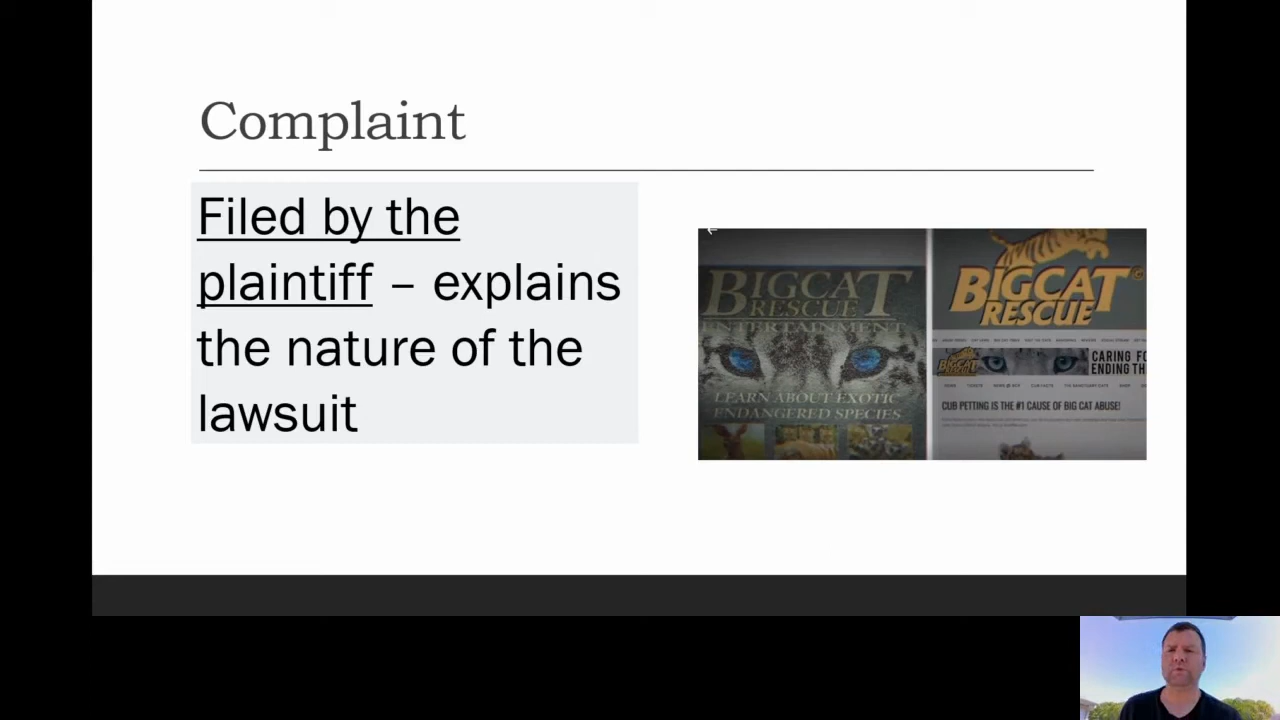 Complaint
Filed by the
plaintiff – explains
the nature of the
lawsuit
BIGCAT
RESCUE
ENTERTAINMENT
LEARN ABOUT EXOTIC
ENDANGERED SPECIES
BIGCAT
RESCUE
CARING FO
ENDING TH
CUB PETTING IS THE #1 CAUSE OF BIG CAT ABUSE!